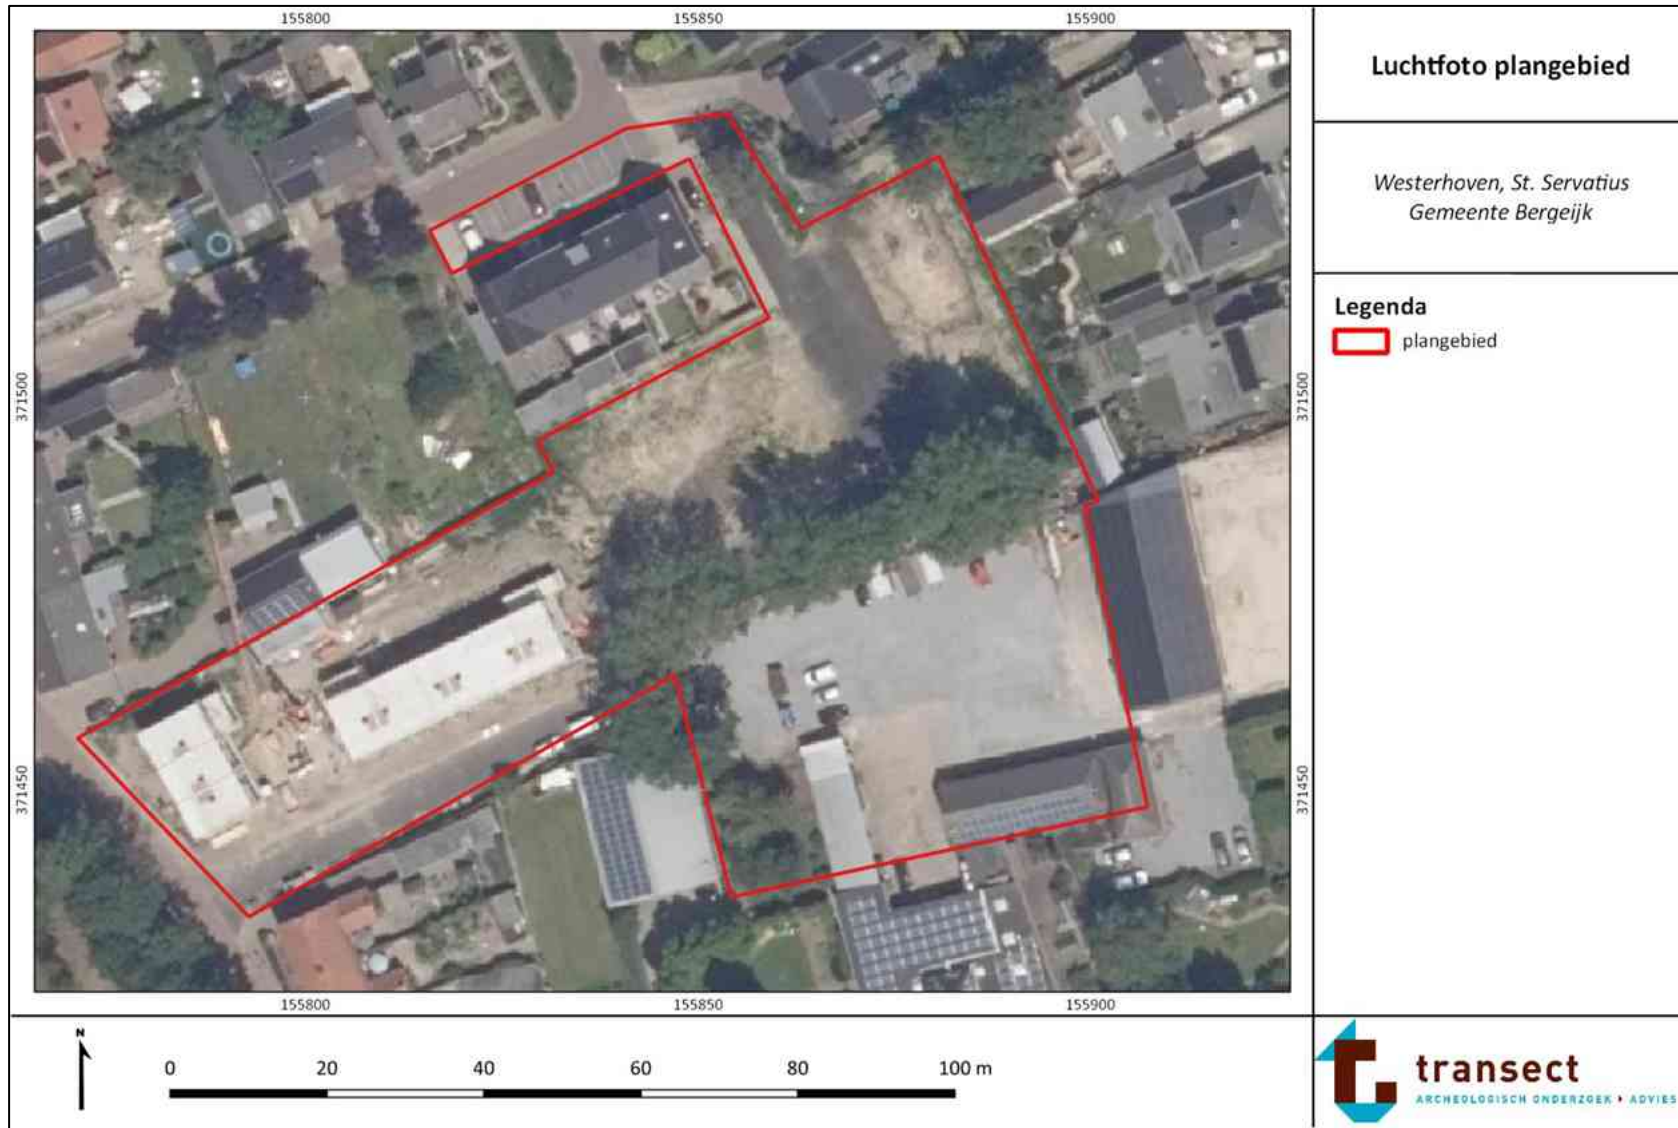 155800 155850 155900
Luchtfoto plangebied
Westerhoven, St. Servatius
Gemeente Bergeijk
Legenda
plangebied
371500 371500
371450 371450
155800 155850 155900
N
0 20 40 60 80 100 m
transect
ARCHEOLOGISCH ONDERZOEK ADVIES